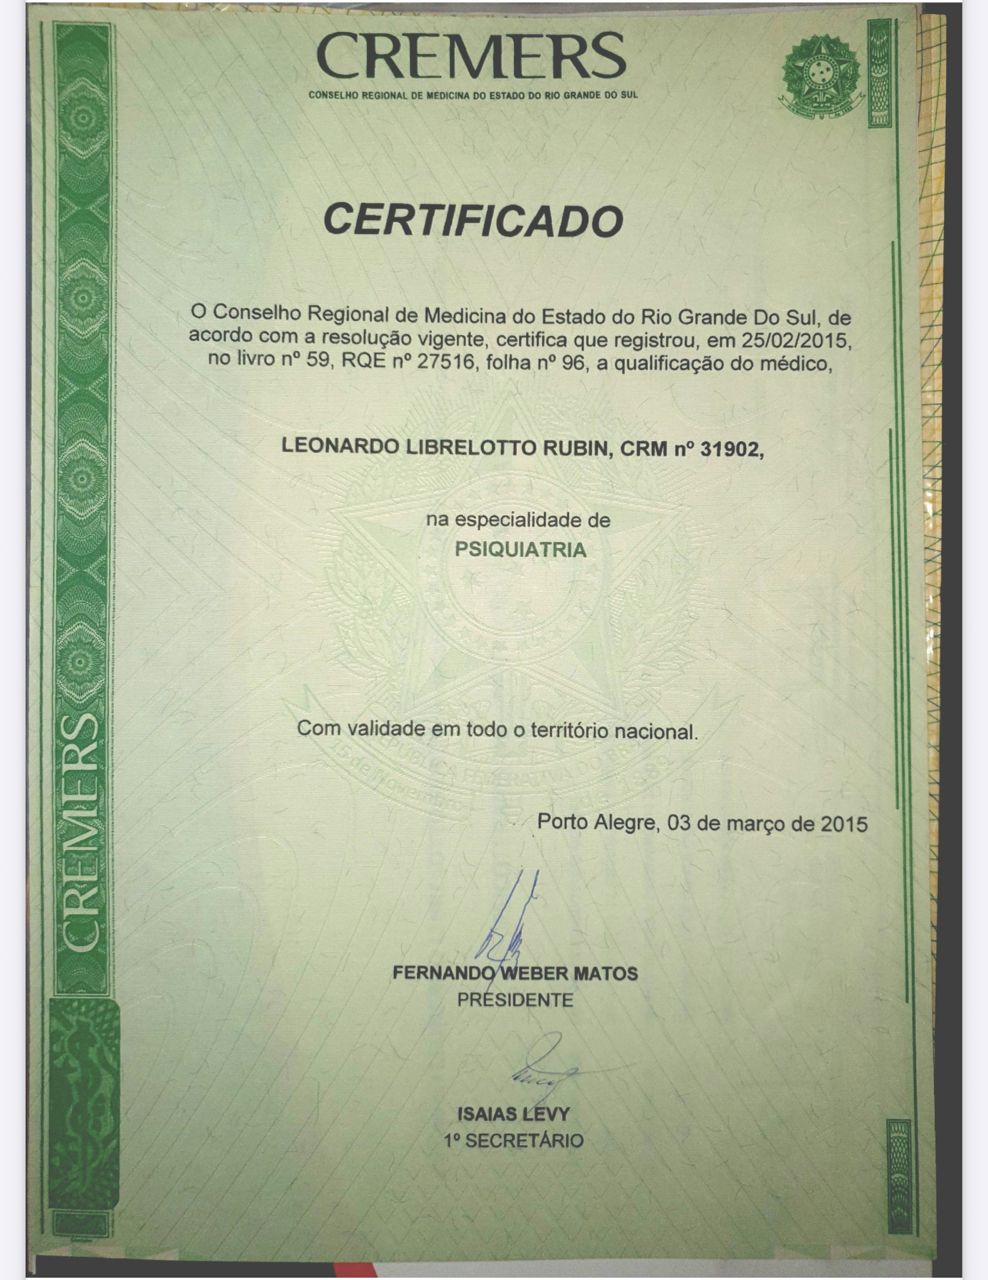 CREMERS
CONSELHO REGIONAL DE MEDICINA DO ESTADO DO RIO GRANDE DO SUL
CERTIFICADO
O Conselho Regional de Medicina do Estado do Rio Grande Do Sul, de
acordo com a resolução vigente, certifica que registrou, em 25/02/2015,
no livro nº 59, RQE nº 27516, folha nº 96, a qualificação do médico,
LEONARDO LIBRELOTTO RUBIN, CRM nº 31902,
na especialidade de
PSIQUIATRIA
Com validade em todo o território nacional.
15 de Novembro
1889
Porto Alegre, 03 de março de 2015
FERNANDO WEBER MATOS
PRESIDENTE
ISAIAS LEVY
1º SECRETÁRIO
CREMERS